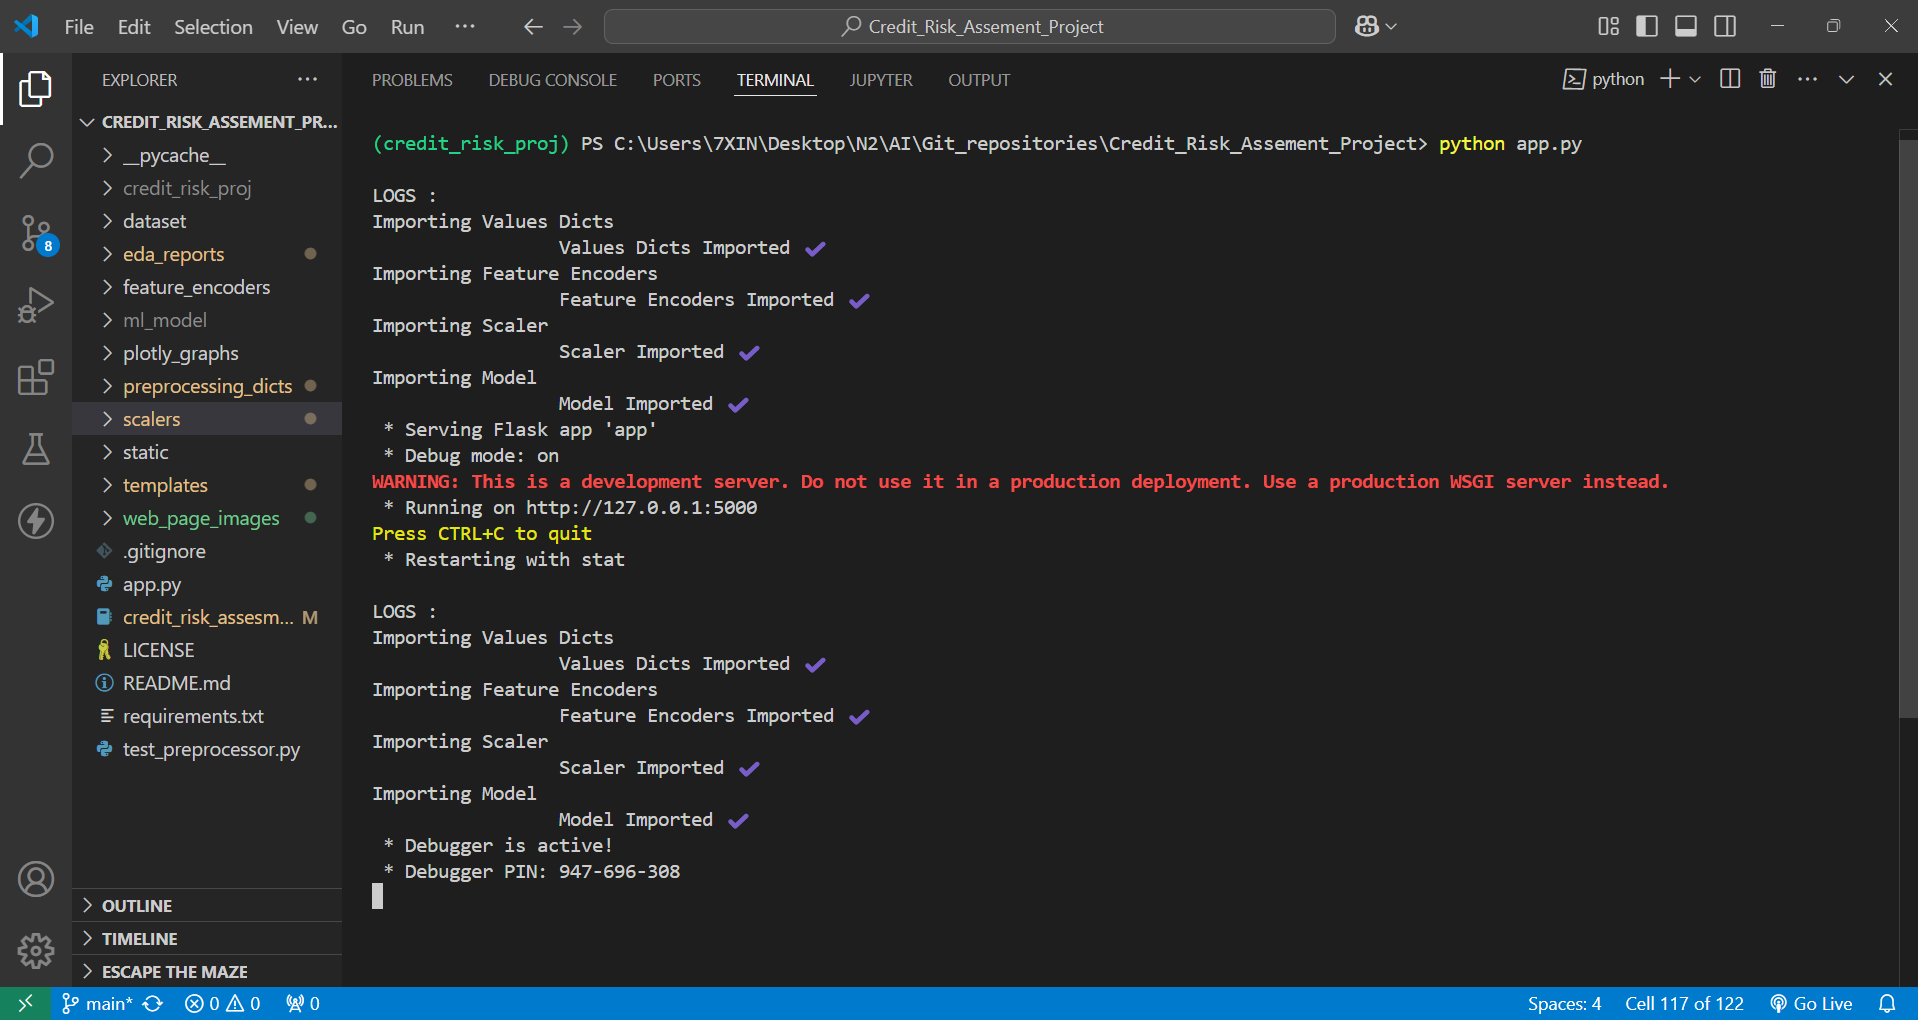 File Edit Selection View Go Run ...
Credit_Risk_Assement_Project
EXPLORER
CREDIT_RISK_ASSEMENT_PR...
__pycache__
credit_risk_proj
dataset
eda_reports
feature_encoders
ml_model
plotly_graphs
preprocessing_dicts
scalers
static
templates
web_page_images
.gitignore
app.py
credit_risk_assesm... M
LICENSE
README.md
requirements.txt
test_preprocessor.py
OUTLINE
TIMELINE
ESCAPE THE MAZE
8
PROBLEMS DEBUG CONSOLE PORTS TERMINAL JUPYTER OUTPUT
python
(credit_risk_proj) PS C:\Users\7XIN\Desktop\N2\AI\Git_repositories\Credit_Risk_Assement_Project> python app.py
LOGS :
Importing Values Dicts
Values Dicts Imported ✔
Importing Feature Encoders
Feature Encoders Imported ✔
Importing Scaler
Scaler Imported ✔
Importing Model
Model Imported ✔
* Serving Flask app 'app'
* Debug mode: on
WARNING: This is a development server. Do not use it in a production deployment. Use a production WSGI server instead.
* Running on http://127.0.0.1:5000
Press CTRL+C to quit
* Restarting with stat
LOGS :
Importing Values Dicts
Values Dicts Imported ✔
Importing Feature Encoders
Feature Encoders Imported ✔
Importing Scaler
Scaler Imported ✔
Importing Model
Model Imported ✔
* Debugger is active!
* Debugger PIN: 947-696-308
main* 0 0 0
Spaces: 4 Cell 117 of 122 Go Live